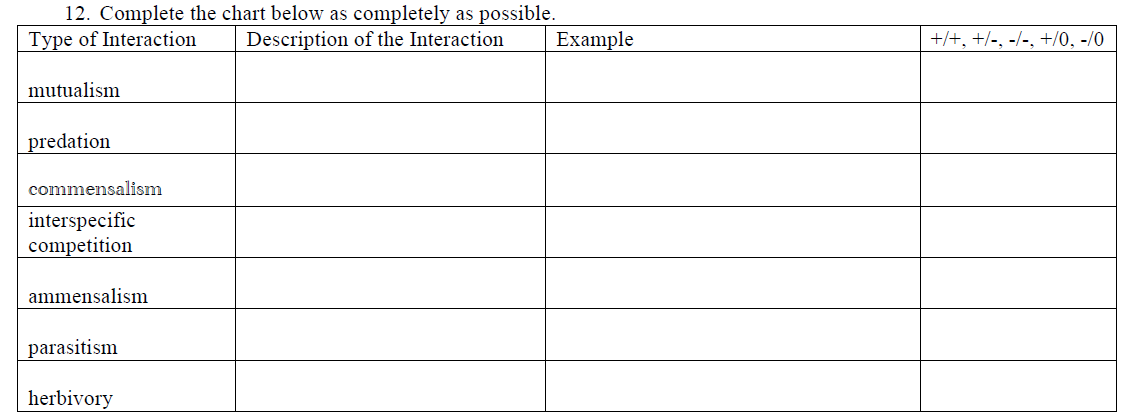 12. Complete the chart below as completely as possible.
Type of Interaction Description of the Interaction Example +/+, +/-, -/-, +/0, -/0
mutualism
predation
commensalism
interspecific
competition
ammensalism
parasitism
herbivory